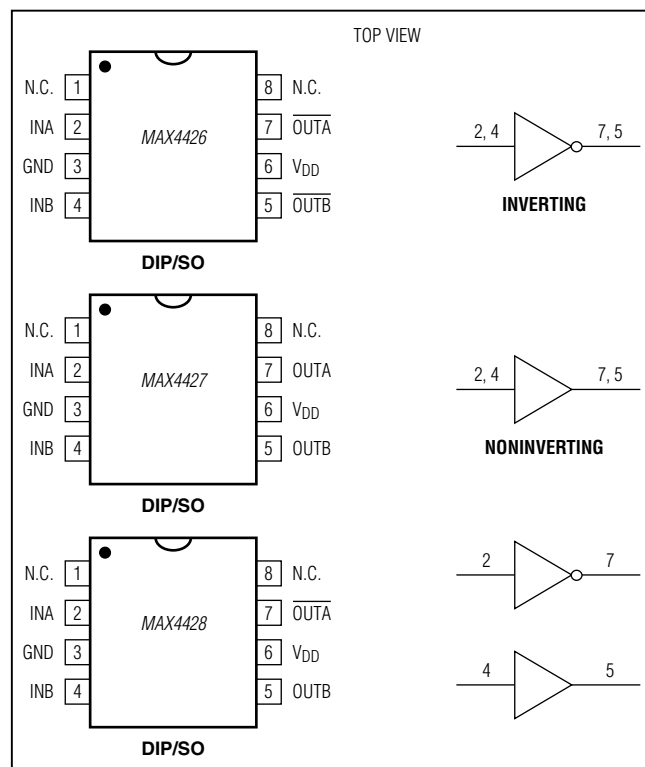 TOP VIEW
N.C. 1 8 N.C.
INA 2 MAX4426 7 O̅U̅T̅A̅
GND 3 6 VDD
INB 4 5 O̅U̅T̅B̅
DIP/SO
2, 4 7, 5
INVERTING
N.C. 1 8 N.C.
INA 2 MAX4427 7 OUTA
GND 3 6 VDD
INB 4 5 OUTB
DIP/SO
2, 4 7, 5
NONINVERTING
N.C. 1 8 N.C.
INA 2 MAX4428 7 O̅U̅T̅A̅
GND 3 6 VDD
INB 4 5 OUTB
DIP/SO
2 7
4 5